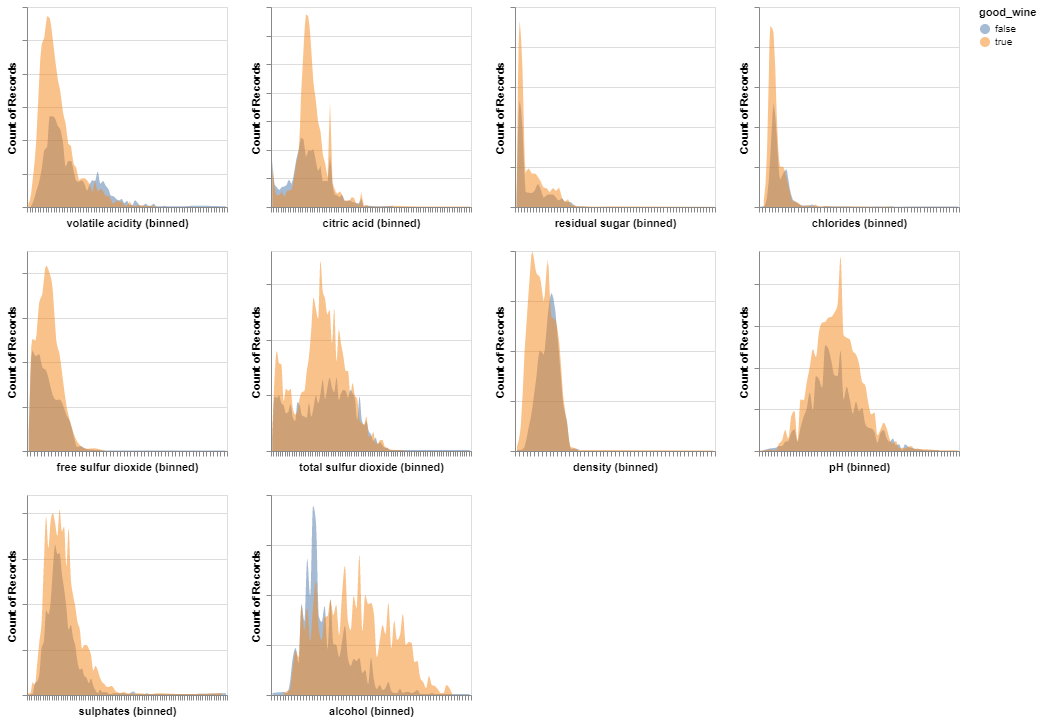 good_wine
false
true
Count of Records
volatile acidity (binned)
Count of Records
citric acid (binned)
Count of Records
residual sugar (binned)
Count of Records
chlorides (binned)
Count of Records
free sulfur dioxide (binned)
Count of Records
total sulfur dioxide (binned)
Count of Records
density (binned)
Count of Records
pH (binned)
Count of Records
sulphates (binned)
Count of Records
alcohol (binned)